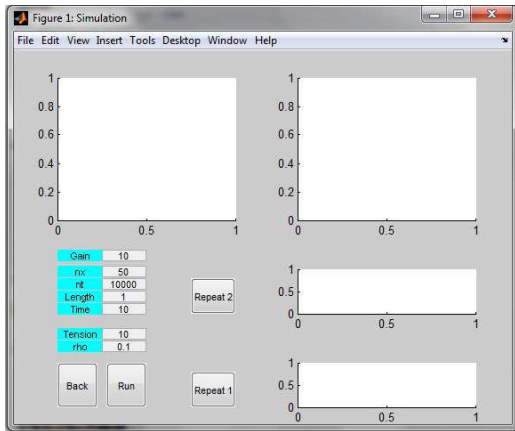 Figure 1: Simulation
File Edit View Insert Tools Desktop Window Help
1
0.8
0.6
0.4
0.2
0
0 0.5 1
1
0.8
0.6
0.4
0.2
0
0 0.5 1
Gain 10
nx 50
nt 10000
Length 1
Time 10
Repeat 2
1
0.5
0
0 0.5 1
Tension 10
rho 0.1
Back
Run
Repeat 1
1
0.5
0
0 0.5 1